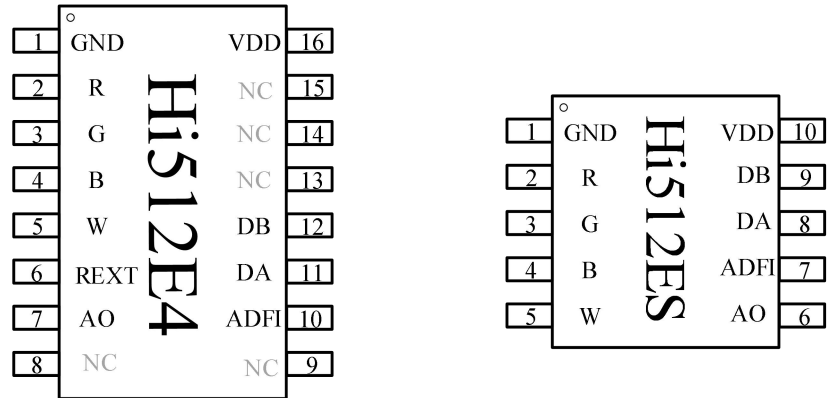 1 GND VDD 16
2 R NC 15
3 G NC 14
4 B NC 13
5 W DB 12
6 REXT DA 11
7 AO ADFI 10
8 NC NC 9
Hi512E4
1 GND VDD 10
2 R DB 9
3 G DA 8
4 B ADFI 7
5 W AO 6
Hi512ES